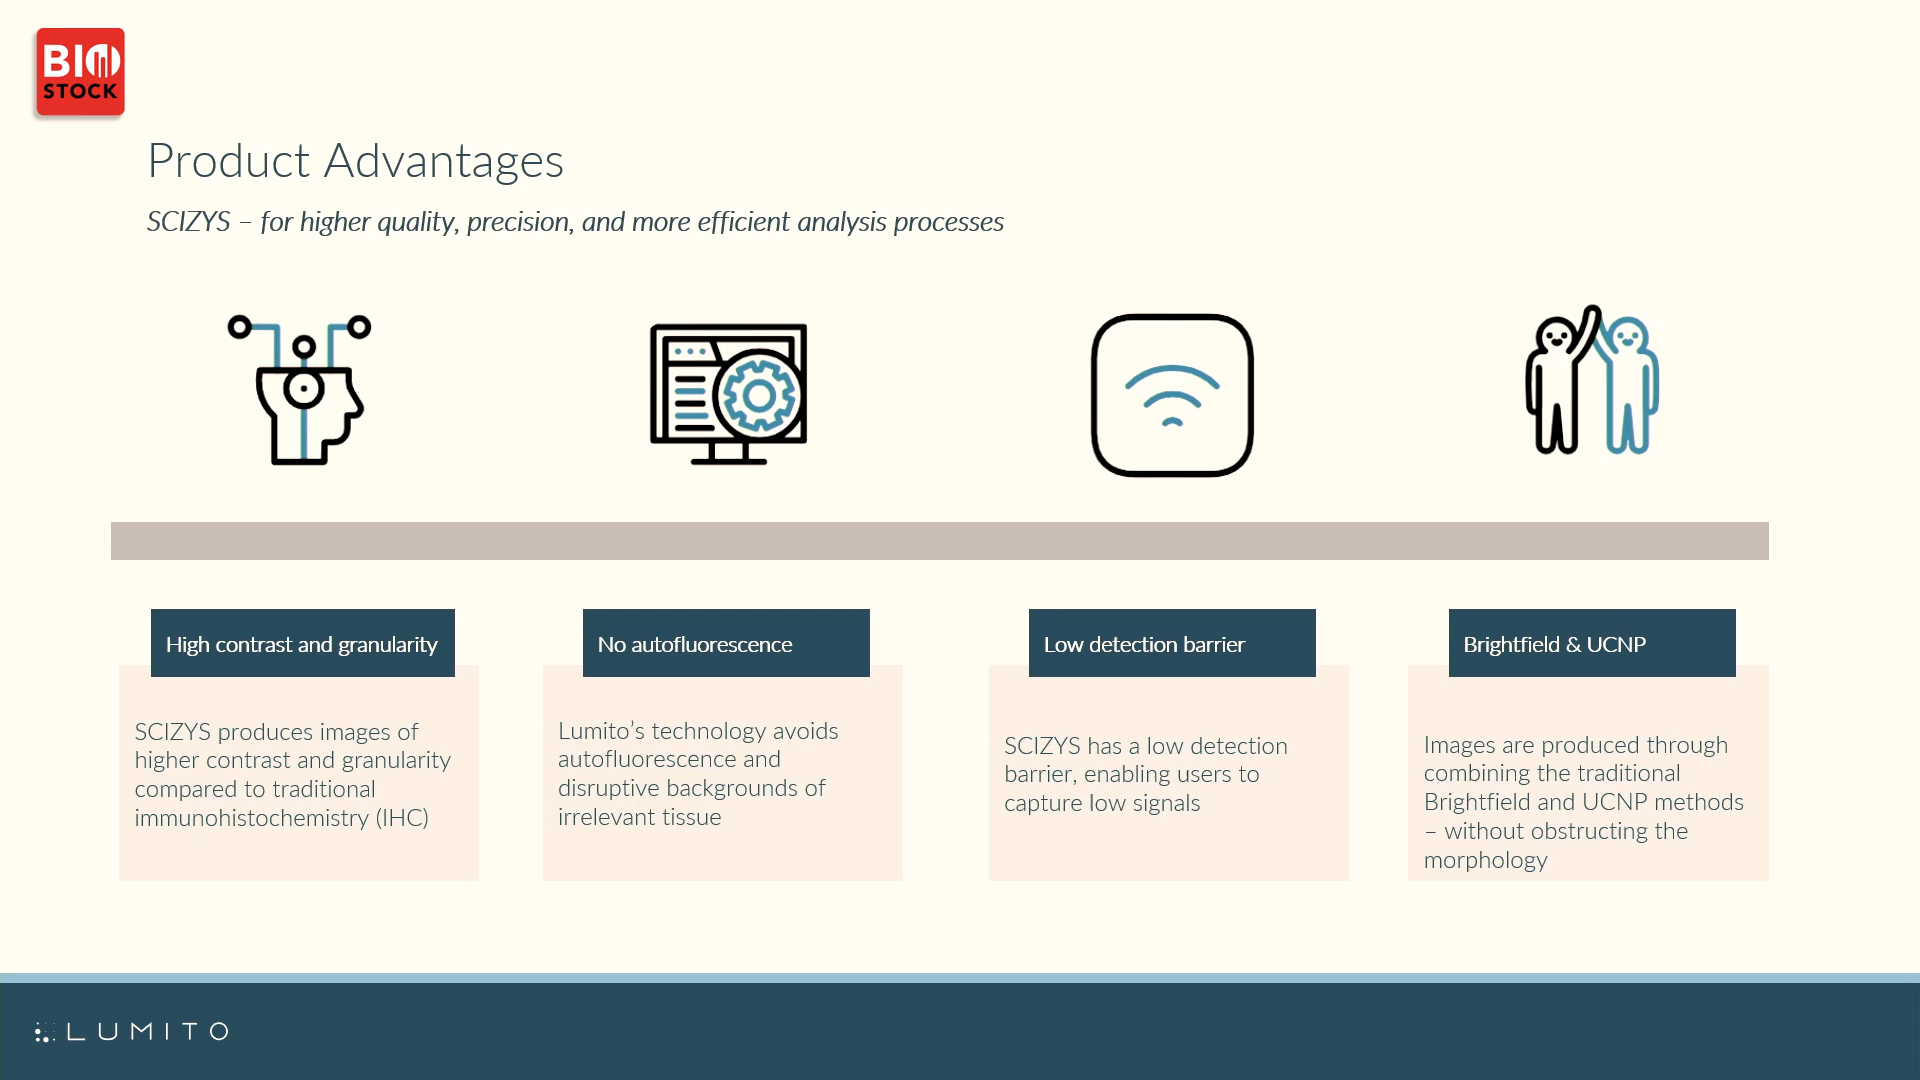 BIO
STOCK
Product Advantages
SCIZYS – for higher quality, precision, and more efficient analysis processes
High contrast and granularity
SCIZYS produces images of
higher contrast and granularity
compared to traditional
immunohistochemistry (IHC)
No autofluorescence
Lumito’s technology avoids
autofluorescence and
disruptive backgrounds of
irrelevant tissue
Low detection barrier
SCIZYS has a low detection
barrier, enabling users to
capture low signals
Brightfield & UCNP
Images are produced through
combining the traditional
Brightfield and UCNP methods
– without obstructing the
morphology
LUMITO